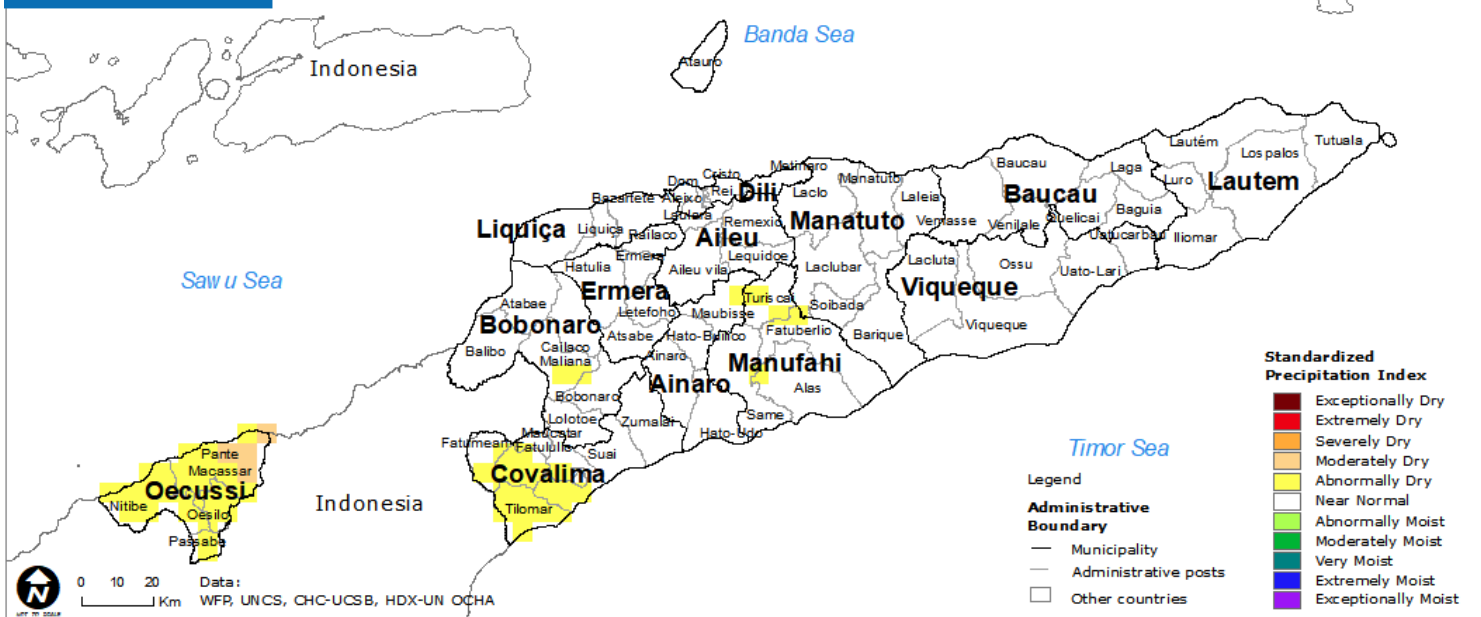 Banda Sea
Indonesia
Atauro
Lautém
Tutuala
Lospalos
Metinaro
Baucau
Cristo
Laga
Dom
Manatuto
Luro
Lautem
Rei
Dili
Laclo
Baucau
Bazartete
Aleixo
Laleia
Quelicai
Baguia
Laulara
Manatuto
Vemasse
Remexio
Venilale
Liquiça
Liquiça
Railaco
Aileu
Uatucarbau
Iliomar
Ermera
Lequidoe
Lacluta
Ossu
Hatulia
Aileu vila
Laclubar
Uato-Lari
Sawu Sea
Ermera
Viqueque
Turiscai
Atabae
Soibada
Letefoho
Maubisse
Bobonaro
Fatuberlio
Viqueque
Atsabe
Hato-Builico
Barique
Balibo
Cailaco
Ainaro
Maliana
Manufahi
Ainaro
Alas
Bobonaro
Lolotoe
Zumalai
Same
Maucatar
Hato-Udo
Fatumean
Fatululic
Suai
Pante
Macassar
Covalima
Oecussi
Nitibe
Indonesia
Tilomar
Oesilo
Passabe
Timor Sea
Legend
Administrative
Boundary
Municipality
Administrative posts
Other countries
Standardized
Precipitation Index
Exceptionally Dry
Extremely Dry
Severely Dry
Moderately Dry
Abnormally Dry
Near Normal
Abnormally Moist
Moderately Moist
Very Moist
Extremely Moist
Exceptionally Moist
N
NOT TO SCALE
0 10 20
Km
Data:
WFP, UNCS, CHC-UCSB, HDX-UN OCHA